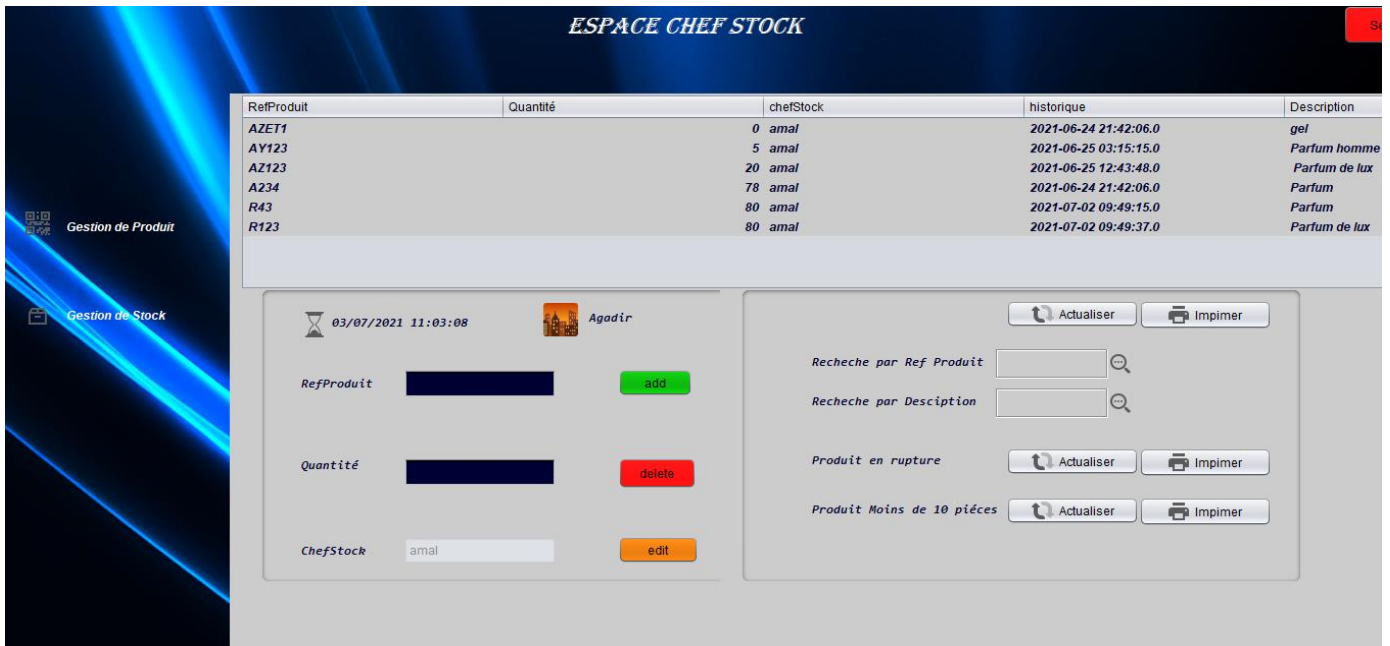 ESPACE CHEF STOCK
Se
RefProduit Quantité chefStock historique Description
AZET1 0 amal 2021-06-24 21:42:06.0 gel
AY123 5 amal 2021-06-25 03:15:15.0 Parfum homme
AZ123 20 amal 2021-06-25 12:43:48.0 Parfum de lux
A234 78 amal 2021-06-24 21:42:06.0 Parfum
R43 80 amal 2021-07-02 09:49:15.0 Parfum
R123 80 amal 2021-07-02 09:49:37.0 Parfum de lux
Gestion de Produit
Gestion de Stock
03/07/2021 11:03:08 Agadir
RefProduit add
Quantité delete
ChefStock amal edit
Actualiser Impimer
Recheche par Ref Produit
Recheche par Desciption
Produit en rupture Actualiser Impimer
Produit Moins de 10 piéces Actualiser Impimer